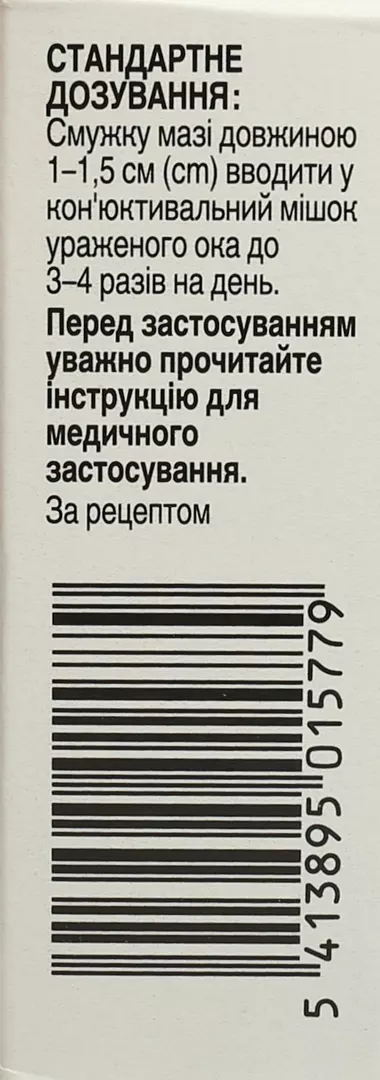 СТАНДАРТНЕ
ДОЗУВАННЯ:
Смужку мазі довжиною
1–1,5 см (cm) вводити у
кон'юктивальний мішок
ураженого ока до
3–4 разів на день.
Перед застосуванням
уважно прочитайте
інструкцію для
медичного
застосування.
За рецептом
5 413895 015779